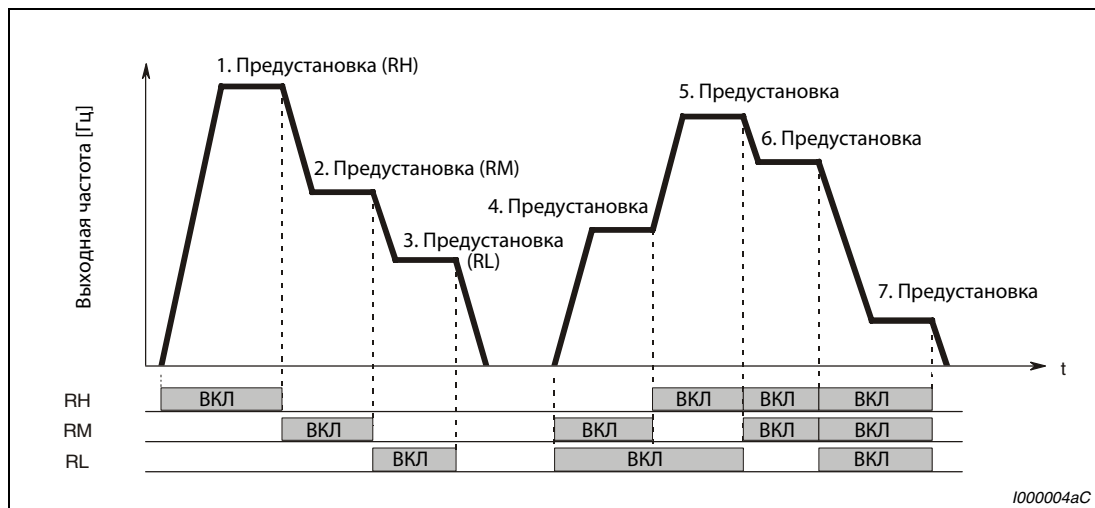 Выходная частота [Гц]
1. Предустановка (RH)
2. Предустановка (RM)
3. Предустановка
(RL)
4. Предустановка
5. Предустановка
6. Предустановка
7. Предустановка
t
RH ВКЛ ВКЛ ВКЛ ВКЛ
RM ВКЛ ВКЛ ВКЛ ВКЛ
RL ВКЛ ВКЛ ВКЛ
I000004aC